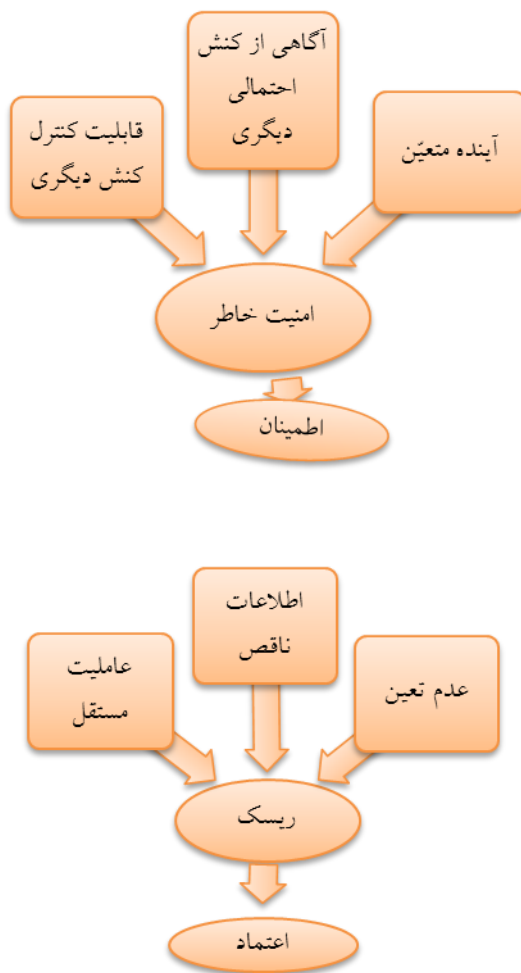 آگاهی از کنش
احتمالی
دیگری
آینده متعیّن
قابلیت کنترل
کنش دیگری
امنیت خاطر
اطمینان
اطلاعات
ناقص
عدم تعین
عاملیت
مستقل
ریسک
اعتماد